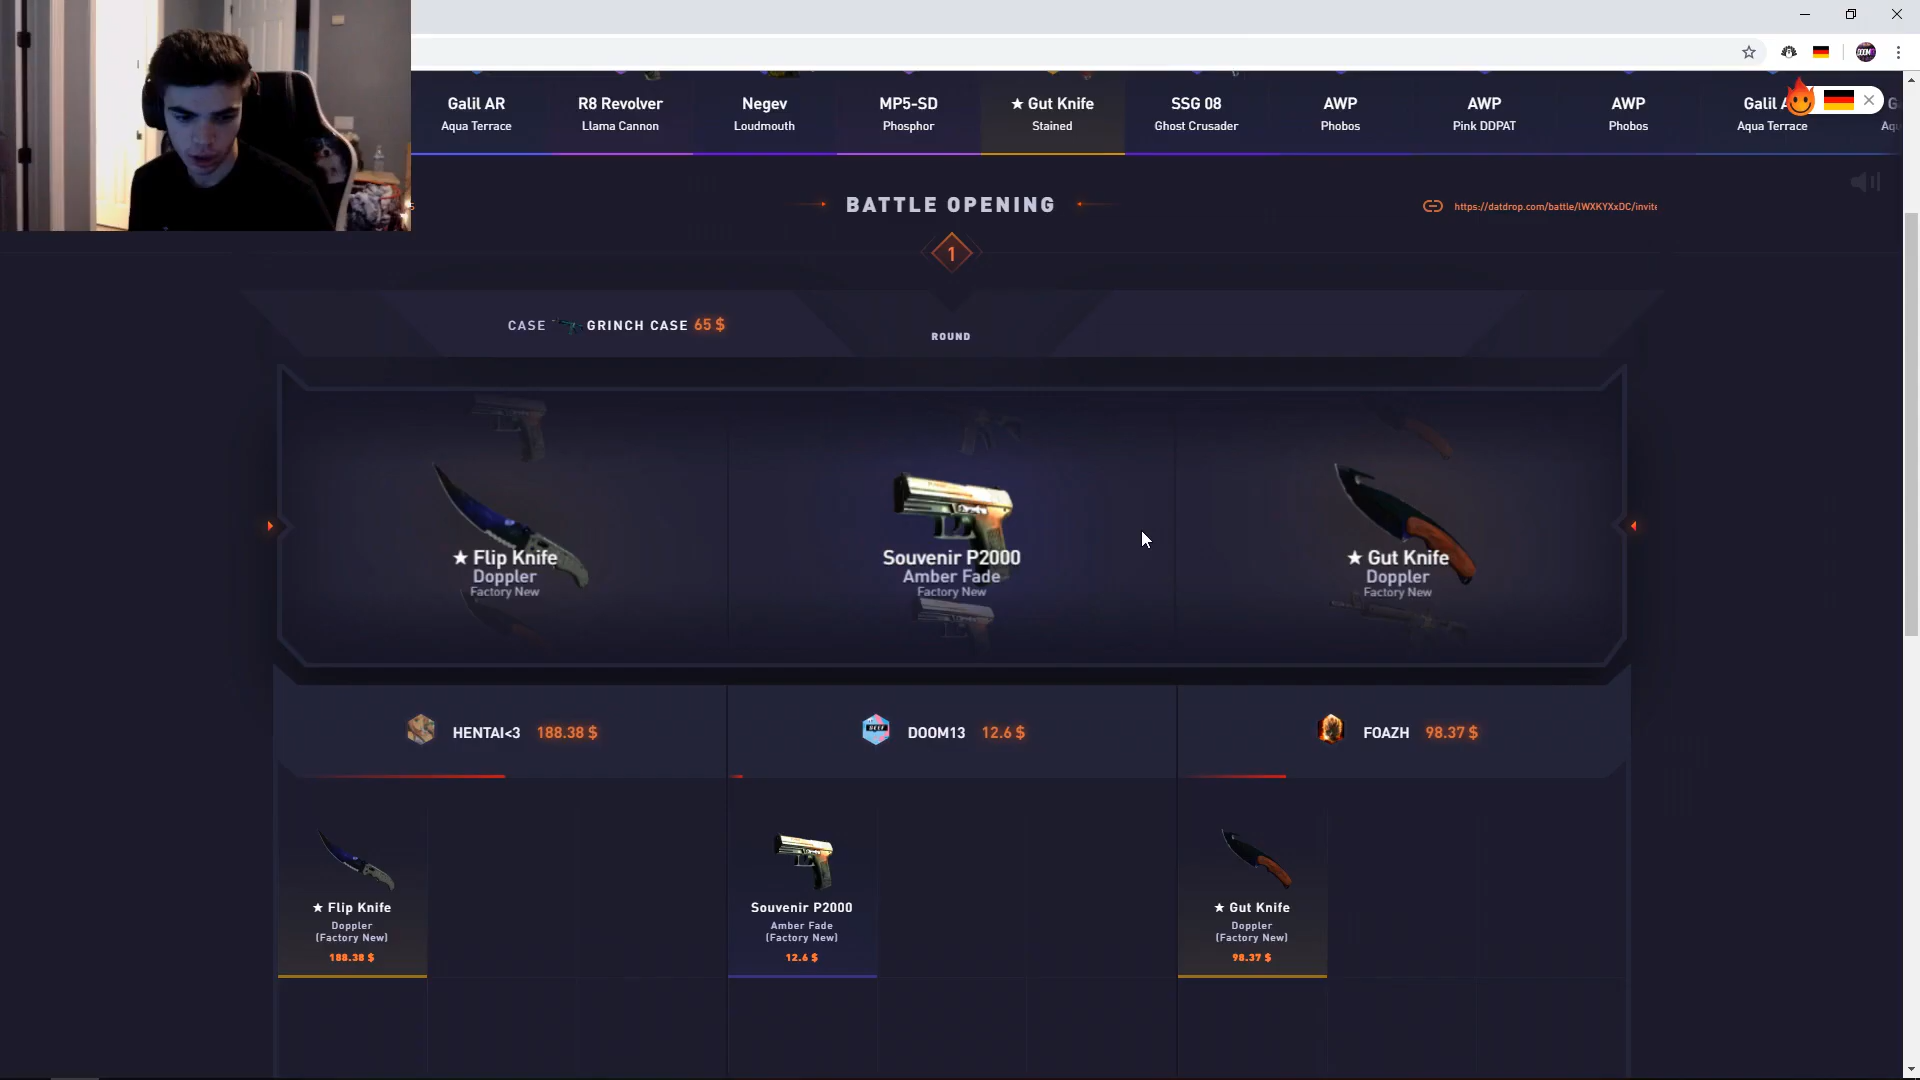 Galil AR
Aqua Terrace
R8 Revolver
Llama Cannon
Negev
Loudmouth
MP5-SD
Phosphor
★ Gut Knife
Stained
SSG 08
Ghost Crusader
AWP
Phobos
AWP
Pink DDPAT
AWP
Phobos
Galil A
Aqua Terrace
G
Aqu
BATTLE OPENING
https://datdrop.com/battle/lWXKYXxDC/invite
1
CASE GRINCH CASE 65 $
ROUND
★ Flip Knife
Doppler
Factory New
Souvenir P2000
Amber Fade
Factory New
★ Gut Knife
Doppler
Factory New
HENTAI<3 188.38 $
DOOM13 12.6 $
FOAZH 98.37 $
★ Flip Knife
Doppler
(Factory New)
188.38 $
Souvenir P2000
Amber Fade
(Factory New)
12.6 $
★ Gut Knife
Doppler
(Factory New)
98.37 $